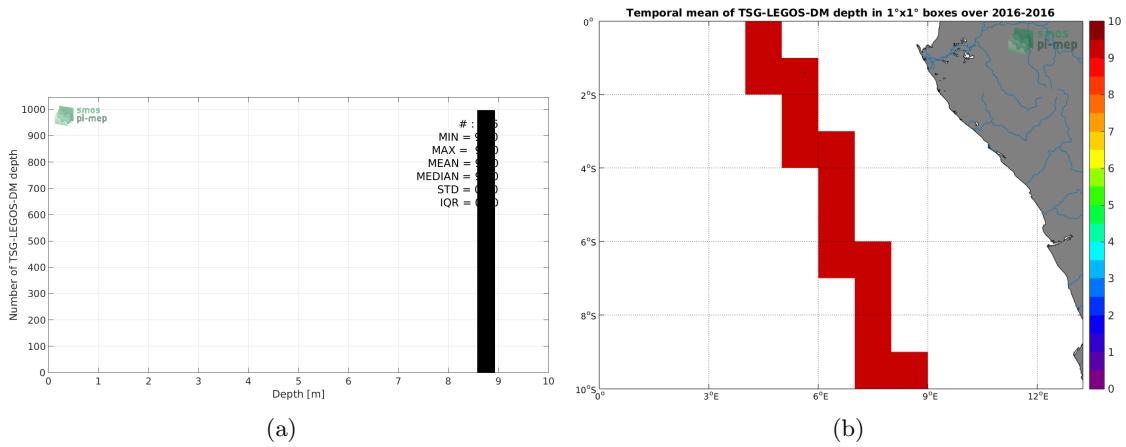 smos
pi-mep
# :
MIN =
MAX =
MEAN =
MEDIAN =
STD =
IQR =
1000
900
800
700
600
500
400
300
200
100
0
Number of TSG-LEGOS-DM depth
0 1 2 3 4 5 6 7 8 9 10
Depth [m]
(a)
Temporal mean of TSG-LEGOS-DM depth in 1°x1° boxes over 2016-2016
smos
pi-mep
0°
2°S
4°S
6°S
8°S
10°S
0° 3°E 6°E 9°E 12°E
10
9
8
7
6
5
4
3
2
1
0
(b)